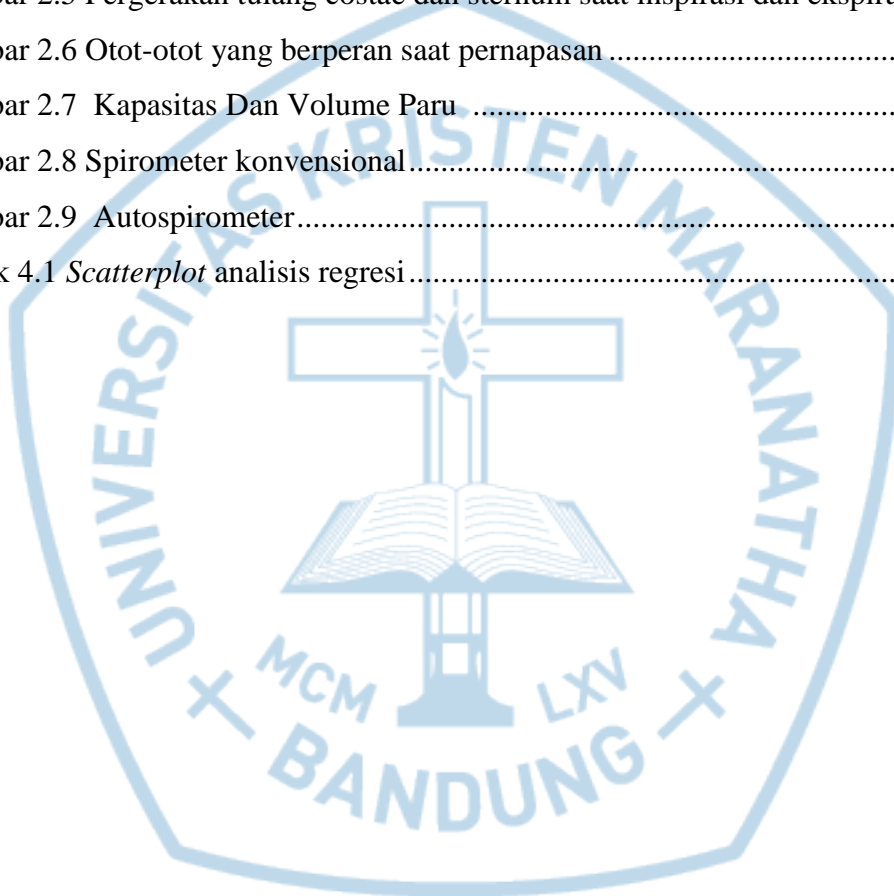 bar 2.5 Pergerakan tulang costae dan sternum saat inspirasi dan ekspir
bar 2.6 Otot-otot yang berperan saat pernapasan ..................................
bar 2.7 Kapasitas Dan Volume Paru ....................................................
bar 2.8 Spirometer konvensional............................................................
bar 2.9 Autospirometer..........................................................................
k 4.1 Scatterplot analisis regresi............................................................
UNIVERSITAS KRISTEN MARANATHA
MCM LXV
BANDUNG